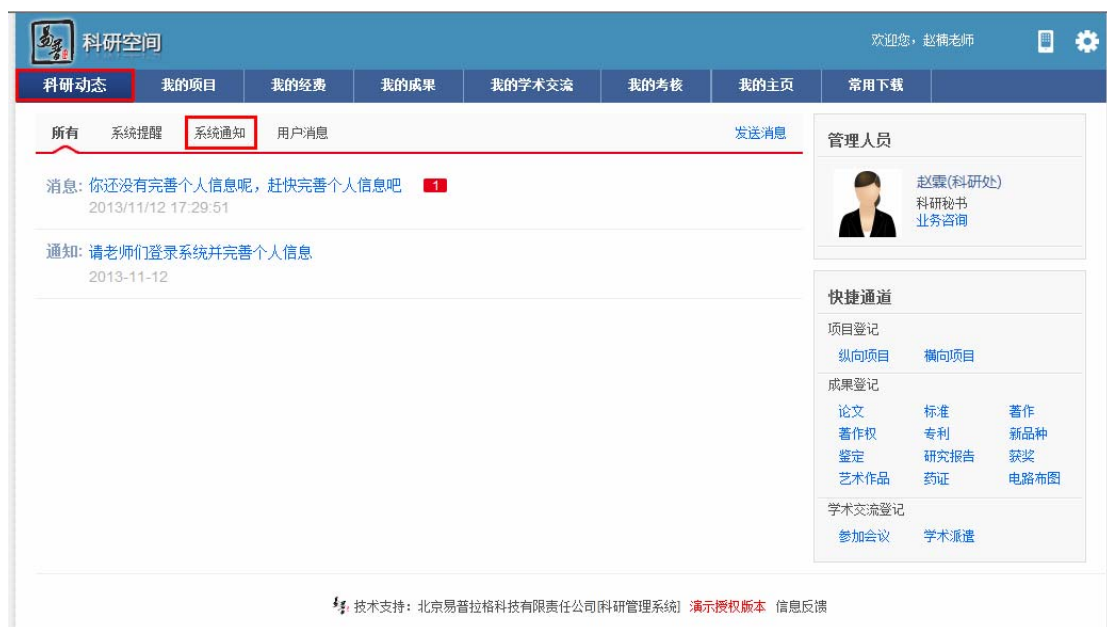 易普 科研空间 欢迎您，赵楠老师
科研动态 我的项目 我的经费 我的成果 我的学术交流 我的考核 我的主页 常用下载
所有 系统提醒 系统通知 用户消息 发送消息
消息: 你还没有完善个人信息呢，赶快完善个人信息吧 1
2013/11/12 17:29:51
通知: 请老师们登录系统并完善个人信息
2013-11-12
管理人员
赵霖(科研处)
科研秘书
业务咨询
快捷通道
项目登记
纵向项目 横向项目
成果登记
论文 标准 著作
著作权 专利 新品种
鉴定 研究报告 获奖
艺术作品 药证 电路布图
学术交流登记
参加会议 学术派遣
技术支持：北京易普拉格科技有限责任公司[科研管理系统] 演示授权版本 信息反馈